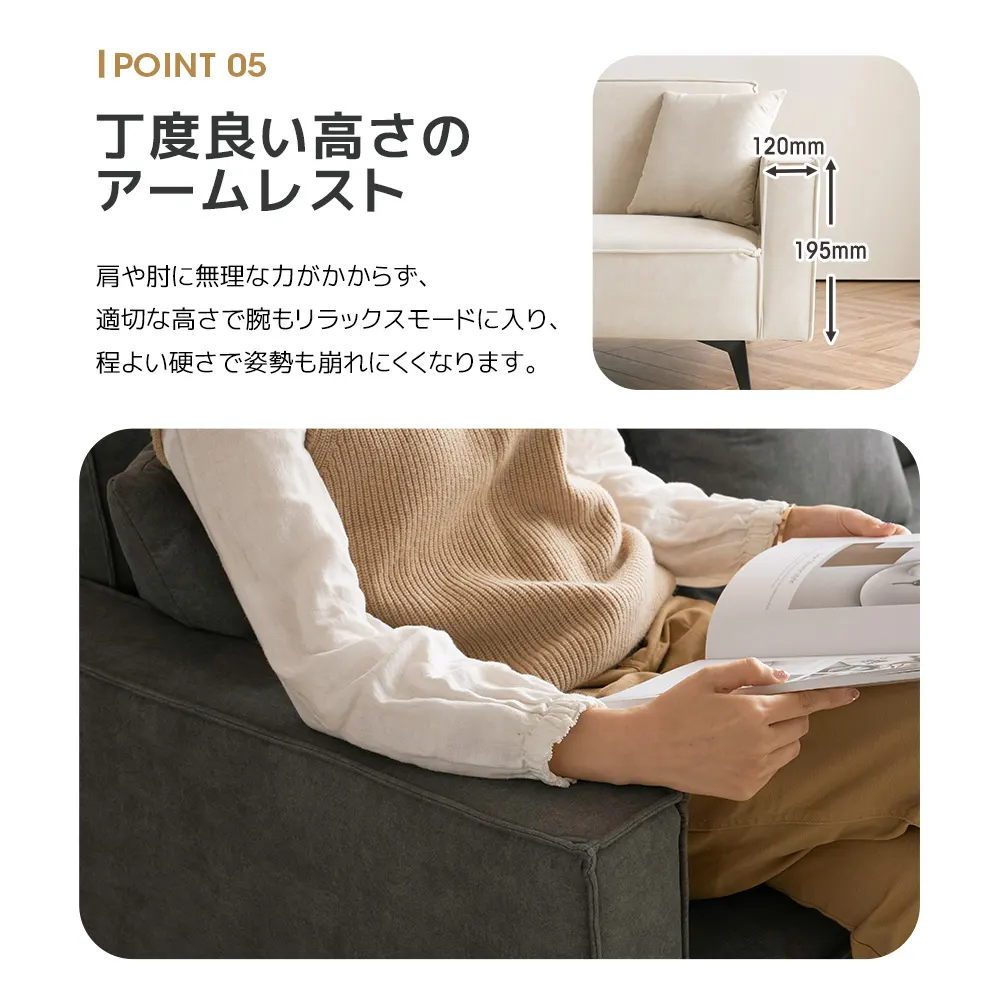 POINT 05
丁度良い高さの
アームレスト
肩や肘に無理な力がかからず、
適切な高さで腕もリラックスモードに入り、
程よい硬さで姿勢も崩れにくくなります。
120mm
195mm